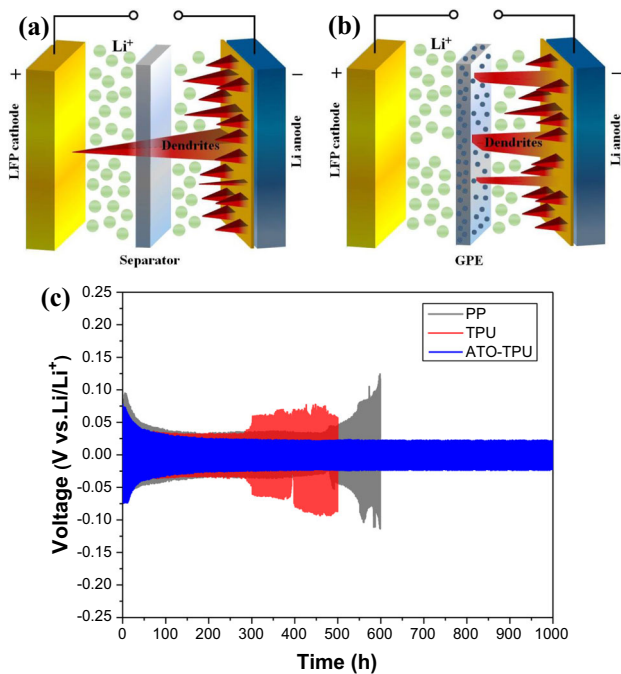 (a)
Li⁺
+
−
LFP cathode
Dendrites
Li anode
Separator
(b)
Li⁺
+
−
LFP cathode
Dendrites
Li anode
GPE
(c)
PP
TPU
ATO-TPU
Voltage (V vs.Li/Li⁺)
0.25
0.20
0.15
0.10
0.05
0.00
-0.05
-0.10
-0.15
-0.20
-0.25
0 100 200 300 400 500 600 700 800 900 1000
Time (h)